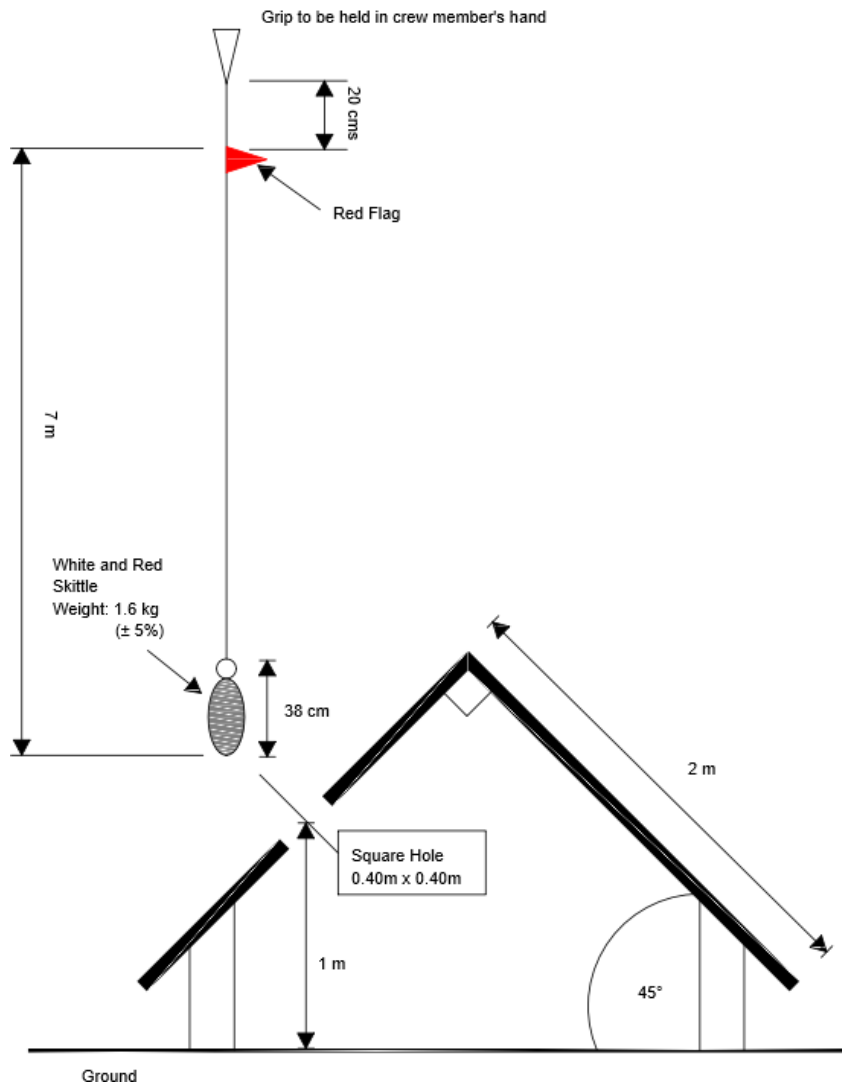 Grip to be held in crew member's hand
20 cms
Red Flag
7 m
White and Red
Skittle
Weight: 1.6 kg
(± 5%)
38 cm
2 m
Square Hole
0.40m x 0.40m
1 m
45°
Ground